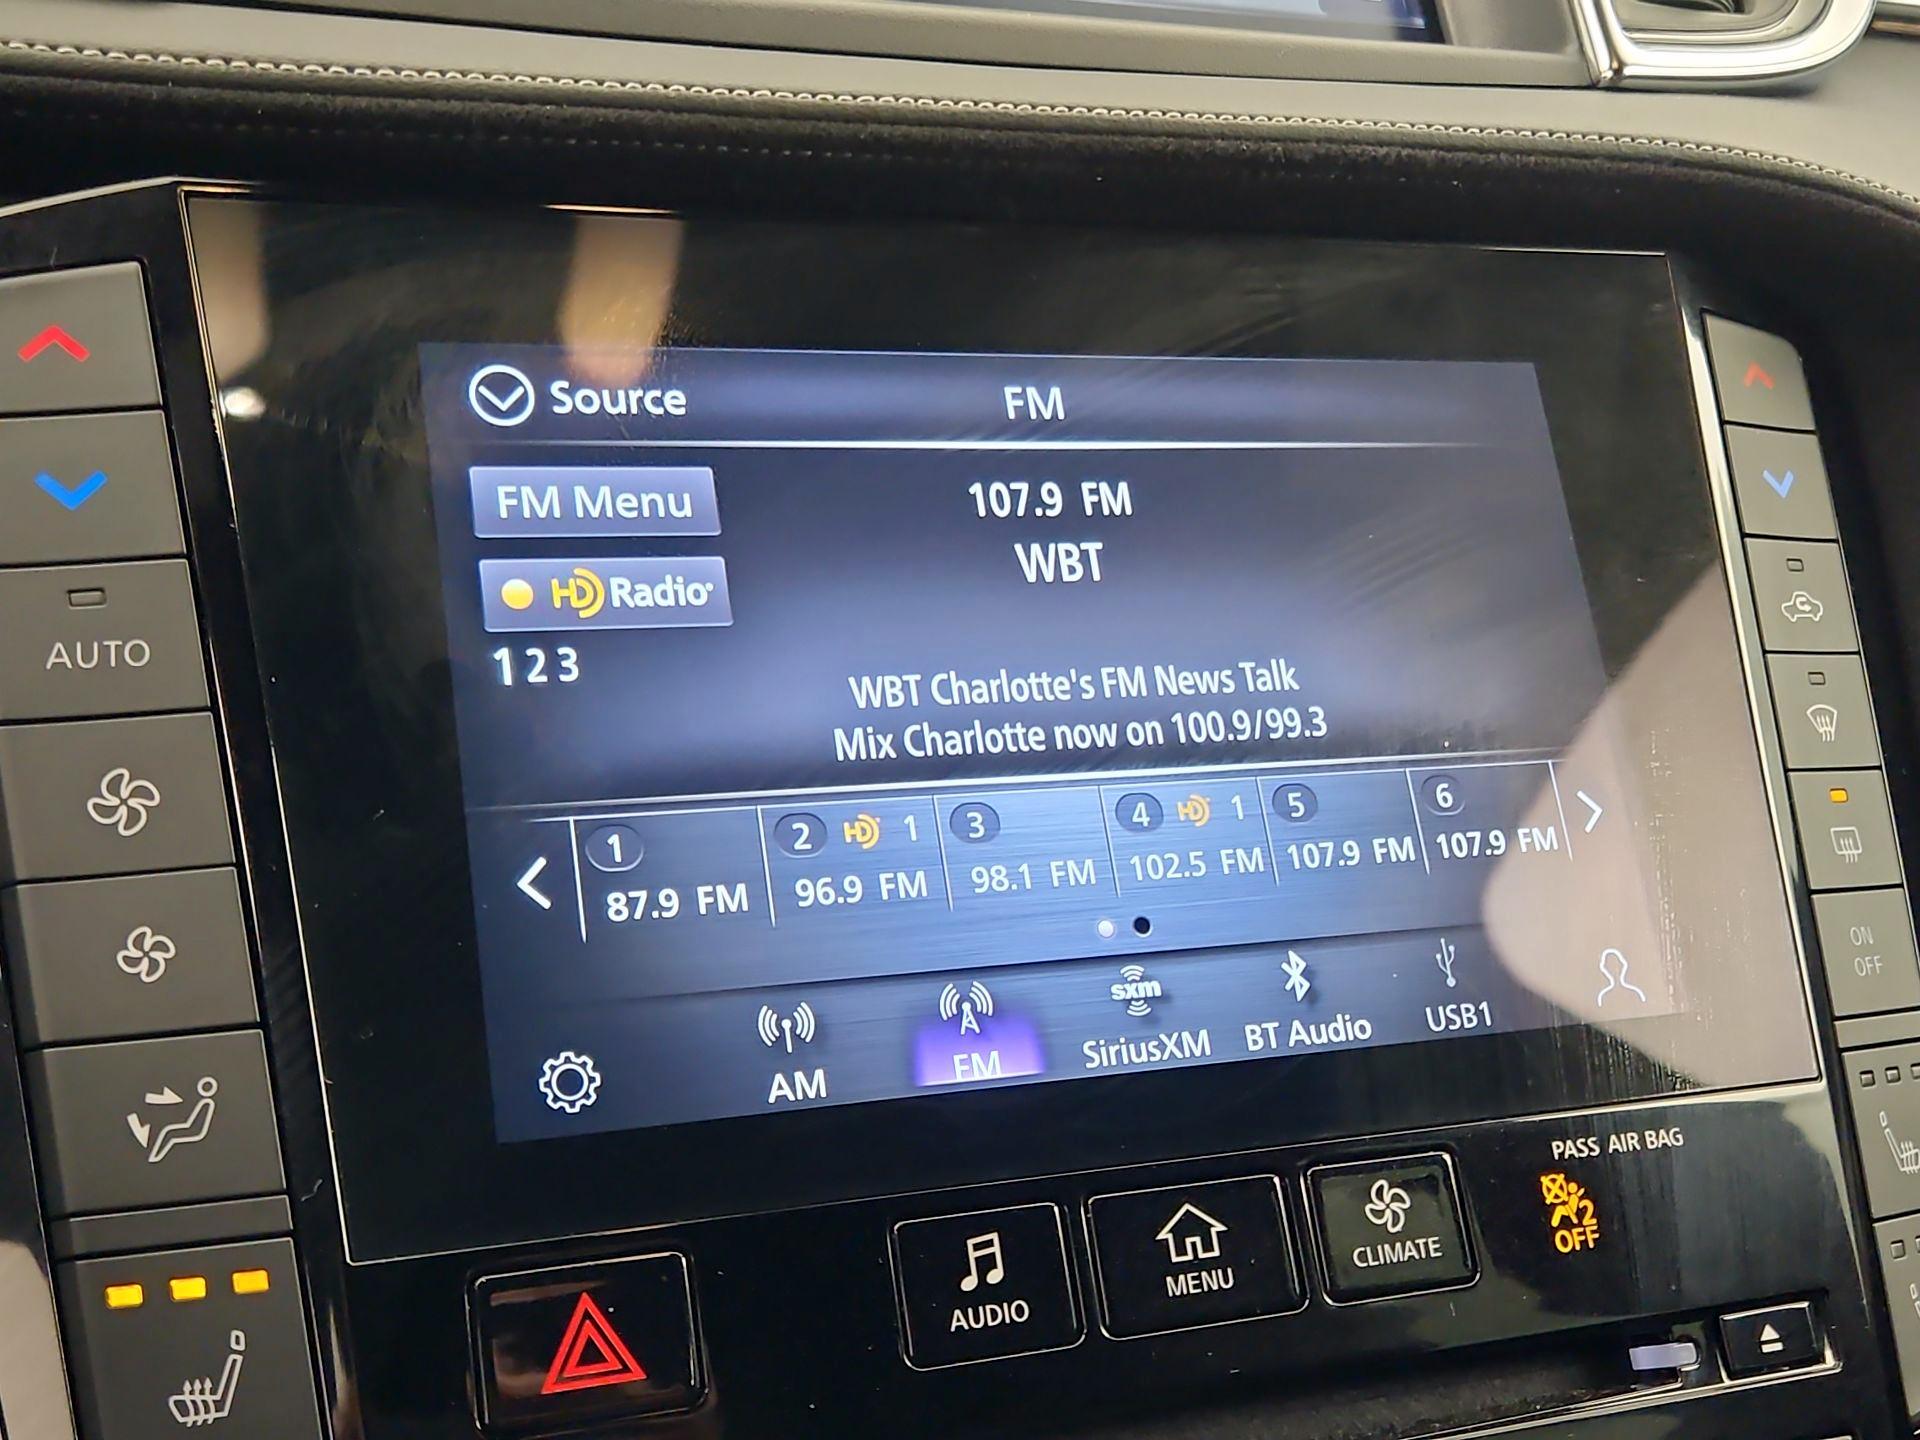 Source
FM
FM Menu
107.9 FM
HD Radio
WBT
1 2 3
WBT Charlotte's FM News Talk
Mix Charlotte now on 100.9/99.3
1
87.9 FM
2 HD 1
96.9 FM
3
98.1 FM
4 HD 1
102.5 FM
5
107.9 FM
6
107.9 FM
AM
FM
sxm
SiriusXM
BT Audio
USB1
AUTO
ON
OFF
AUDIO
MENU
CLIMATE
PASS AIR BAG
2
OFF